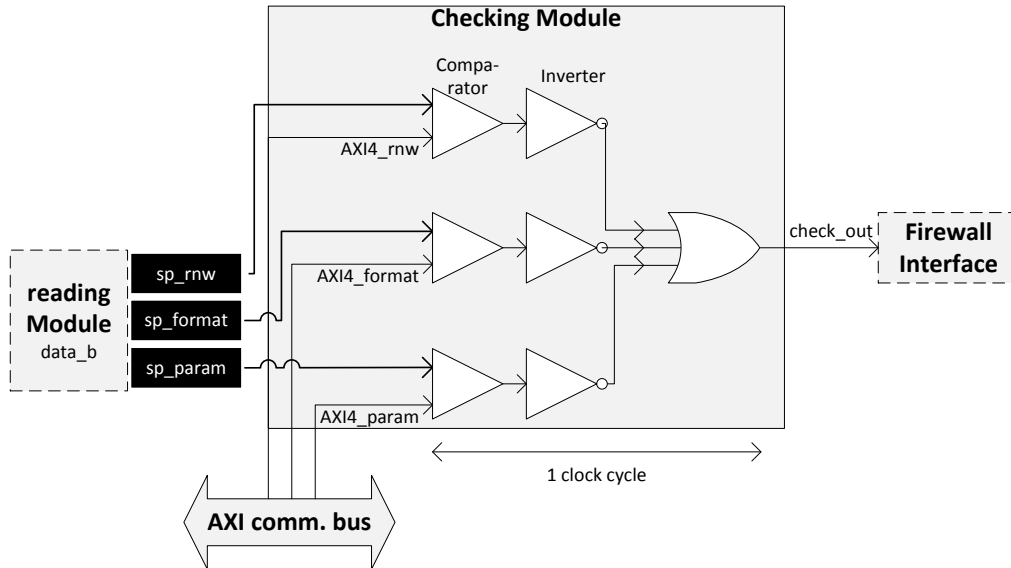 Checking Module
Compa-
rator
Inverter
AXI4_rnw
AXI4_format
AXI4_param
reading
Module
data_b
sp_rnw
sp_format
sp_param
check_out
Firewall
Interface
1 clock cycle
AXI comm. bus